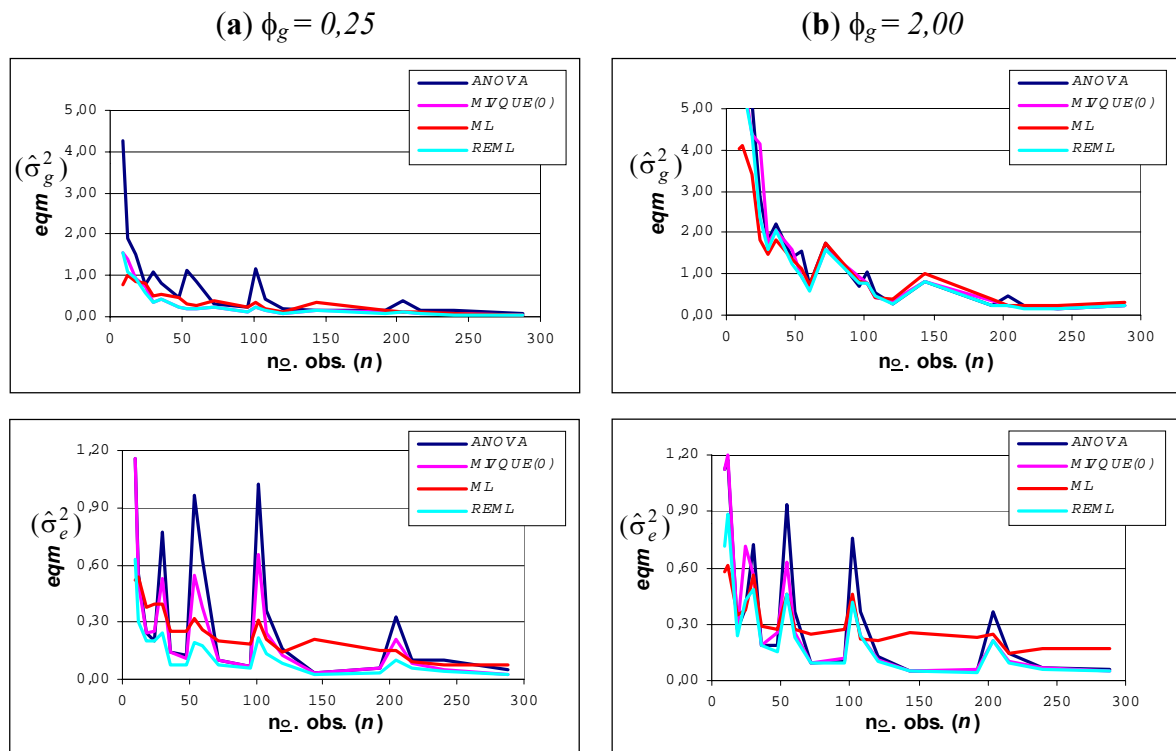 (a) ϕg = 0,25
(b) ϕg = 2,00
ANOVA
MIVQUE(0)
ML
REML
5,00
4,00
3,00
2,00
1,00
0,00
eqm (σ̂²g)
0 50 100 150 200 250 300
no. obs. (n)
ANOVA
MIVQUE(0)
ML
REML
5,00
4,00
3,00
2,00
1,00
0,00
eqm (σ̂²g)
0 50 100 150 200 250 300
no. obs. (n)
ANOVA
MIVQUE(0)
ML
REML
1,20
0,90
0,60
0,30
0,00
eqm (σ̂²e)
0 50 100 150 200 250 300
no. obs. (n)
ANOVA
MIVQUE(0)
ML
REML
1,20
0,90
0,60
0,30
0,00
eqm (σ̂²e)
0 50 100 150 200 250 300
no. obs. (n)